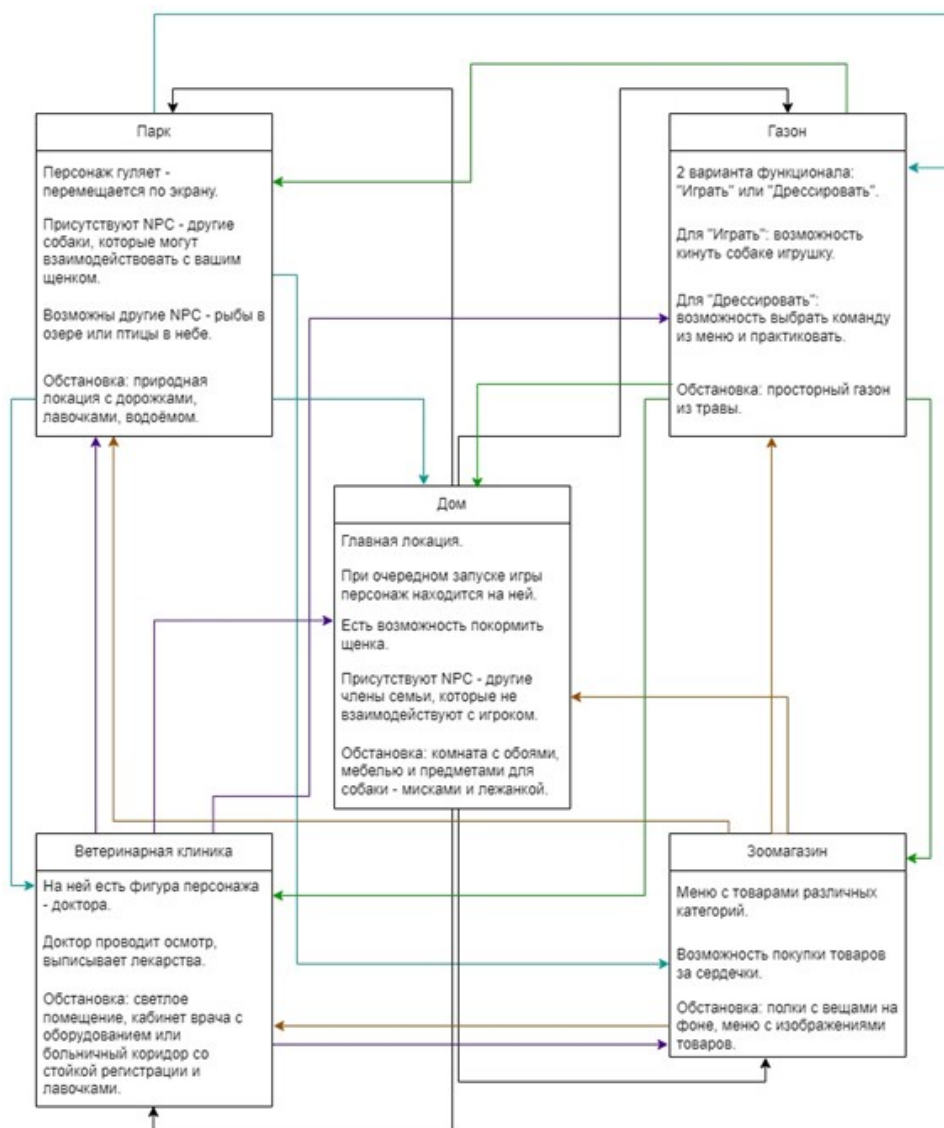 Парк
Персонаж гуляет -
перемещается по экрану.
Присутствуют NPC - другие
собаки, которые могут
взаимодействовать с вашим
щенком.
Возможны другие NPC - рыбы в
озере или птицы в небе.
Обстановка: природная
локация с дорожками,
лавочками, водоёмом.
Газон
2 варианта функционала:
"Играть" или "Дрессировать".
Для "Играть": возможность
кинуть собаке игрушку.
Для "Дрессировать":
возможность выбрать команду
из меню и практиковать.
Обстановка: просторный газон
из травы.
Дом
Главная локация.
При очередном запуске игры
персонаж находится на ней.
Есть возможность покормить
щенка.
Присутствуют NPC - другие
члены семьи, которые не
взаимодействуют с игроком.
Обстановка: комната с обоями,
мебелью и предметами для
собаки - мисками и лежанкой.
Ветеринарная клиника
На ней есть фигура персонажа
- доктора.
Доктор проводит осмотр,
выписывает лекарства.
Обстановка: светлое
помещение, кабинет врача с
оборудованием или
больничный коридор со
стойкой регистрации и
лавочками.
Зоомагазин
Меню с товарами различных
категорий.
Возможность покупки товаров
за сердечки.
Обстановка: полки с вещами на
фоне, меню с изображениями
товаров.